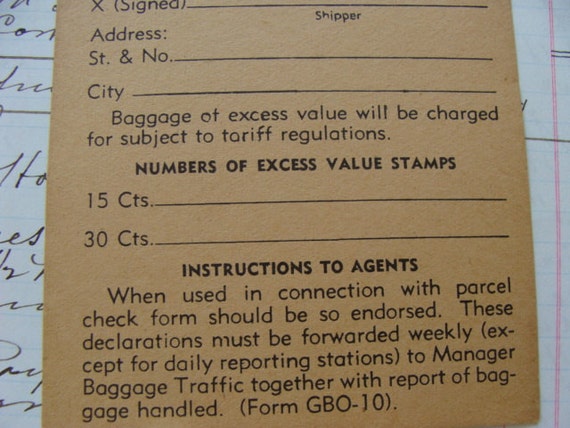 X (Signed)
Shipper
Address:
St. & No.
City
Baggage of excess value will be charged
for subject to tariff regulations.
NUMBERS OF EXCESS VALUE STAMPS
15 Cts.
30 Cts.
INSTRUCTIONS TO AGENTS
When used in connection with parcel
check form should be so endorsed. These
declarations must be forwarded weekly (ex-
cept for daily reporting stations) to Manager
Baggage Traffic together with report of bag-
gage handled. (Form GBO-10).